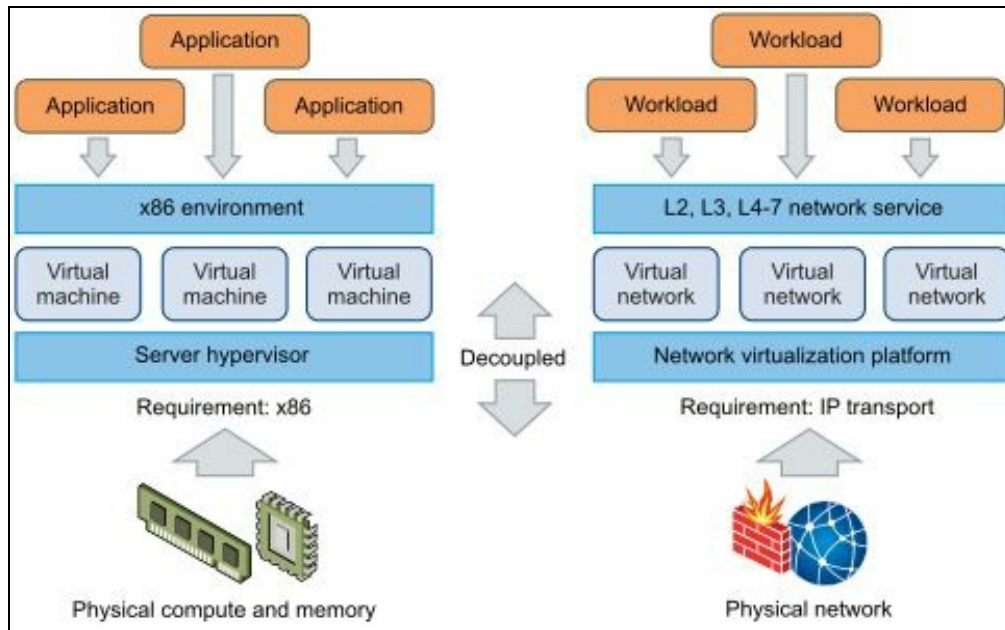 Application
Application
Application
x86 environment
Virtual
machine
Virtual
machine
Virtual
machine
Server hypervisor
Requirement: x86
Physical compute and memory
Decoupled
Workload
Workload
Workload
L2, L3, L4-7 network service
Virtual
network
Virtual
network
Virtual
network
Network virtualization platform
Requirement: IP transport
Physical network